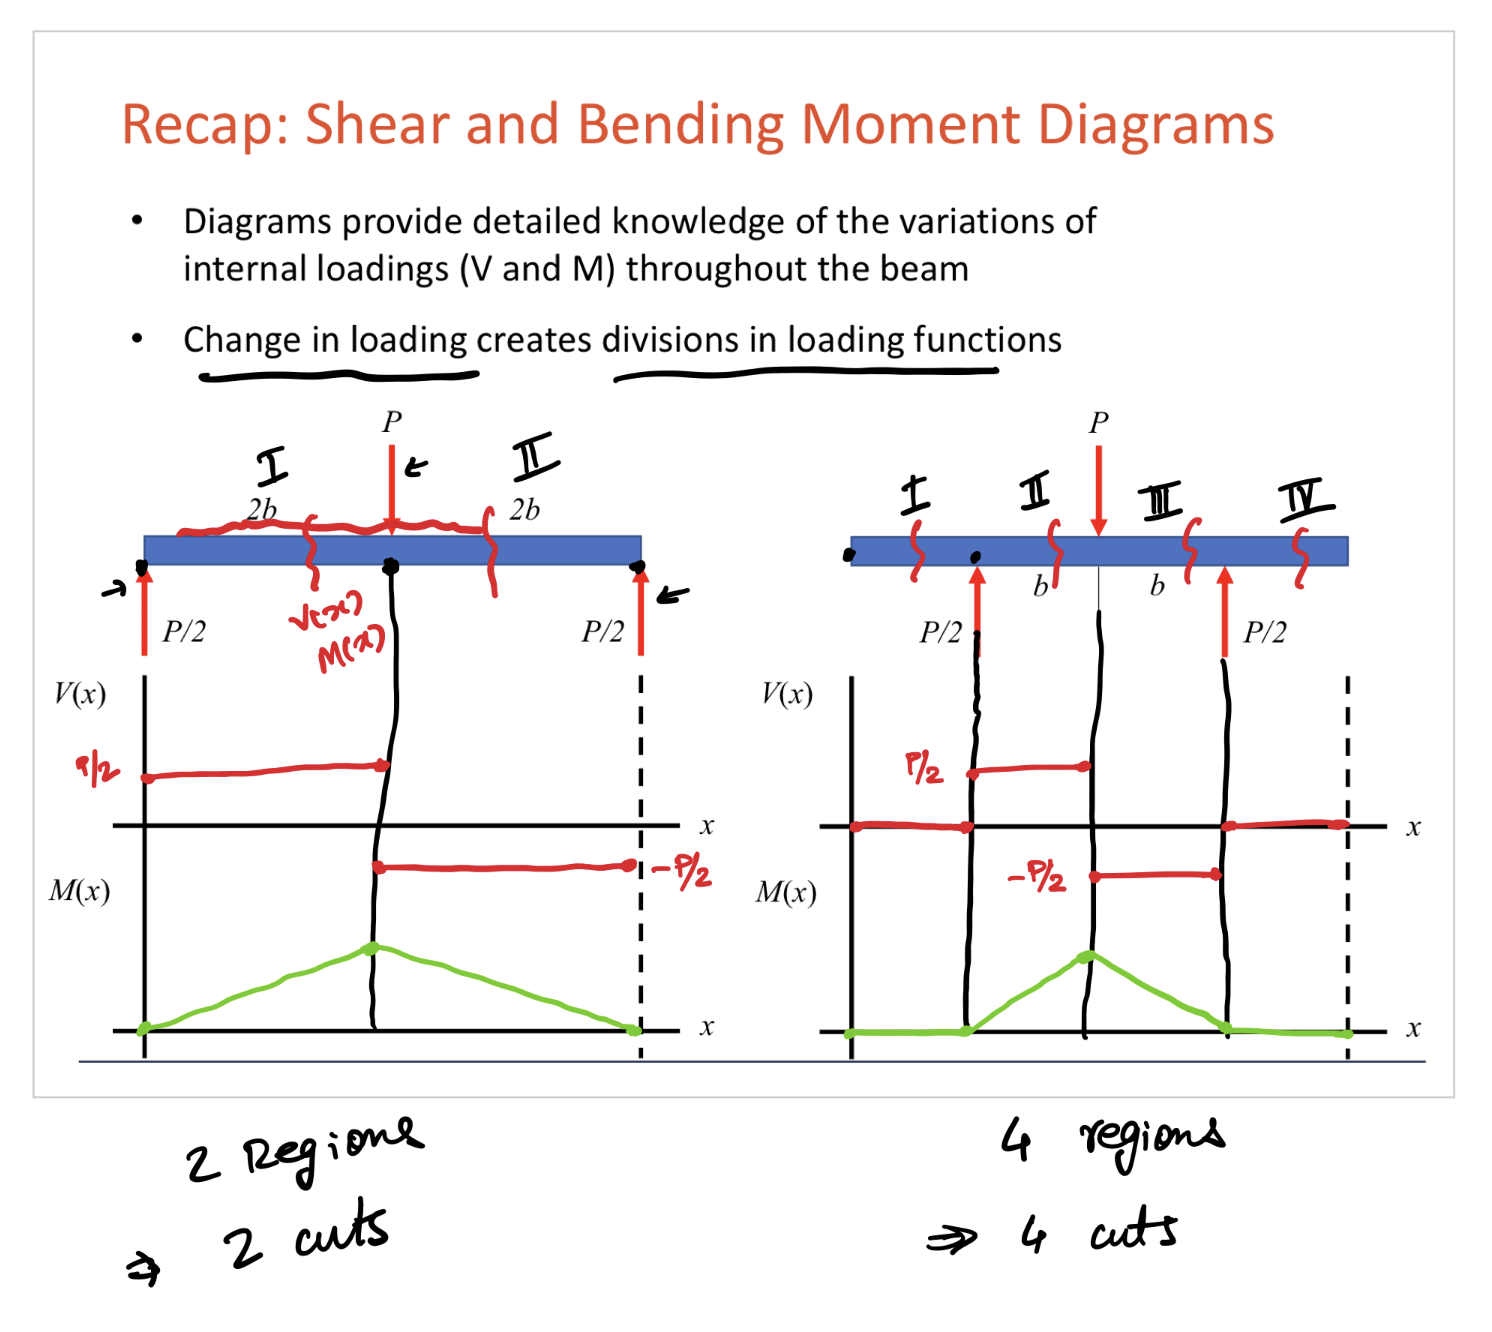 Recap: Shear and Bending Moment Diagrams
• Diagrams provide detailed knowledge of the variations of
internal loadings (V and M) throughout the beam
• Change in loading creates divisions in loading functions
P
I
II
2b
2b
P/2
V(x)
M(x)
P/2
V(x)
P/2
x
-P/2
M(x)
x
P
I
II
III
IV
b
b
P/2
P/2
V(x)
P/2
x
-P/2
M(x)
x
2 Regions
⇒ 2 cuts
4 regions
⇒ 4 cuts